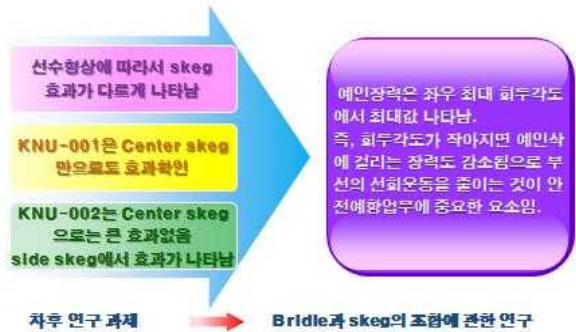 선수형상에 따라서 skeg
효과가 다르게 나타남
KNU-001은 Center skeg
만으로도 효과확인
KNU-002는 Center skeg
으로는 큰 효과없음
side skeg에서 효과가 나타남
예인장력은 좌우 최대 회두각도
에서 최대값 나타남.
즉, 회두각도가 작아지면 예인삭
에 걸리는 장력도 감소됨으로 부
선의 선회운동을 줄이는 것이 안
전예항업무에 중요한 요소임.
차후 연구 과제
Bridle과 skeg의 조합에 관한 연구